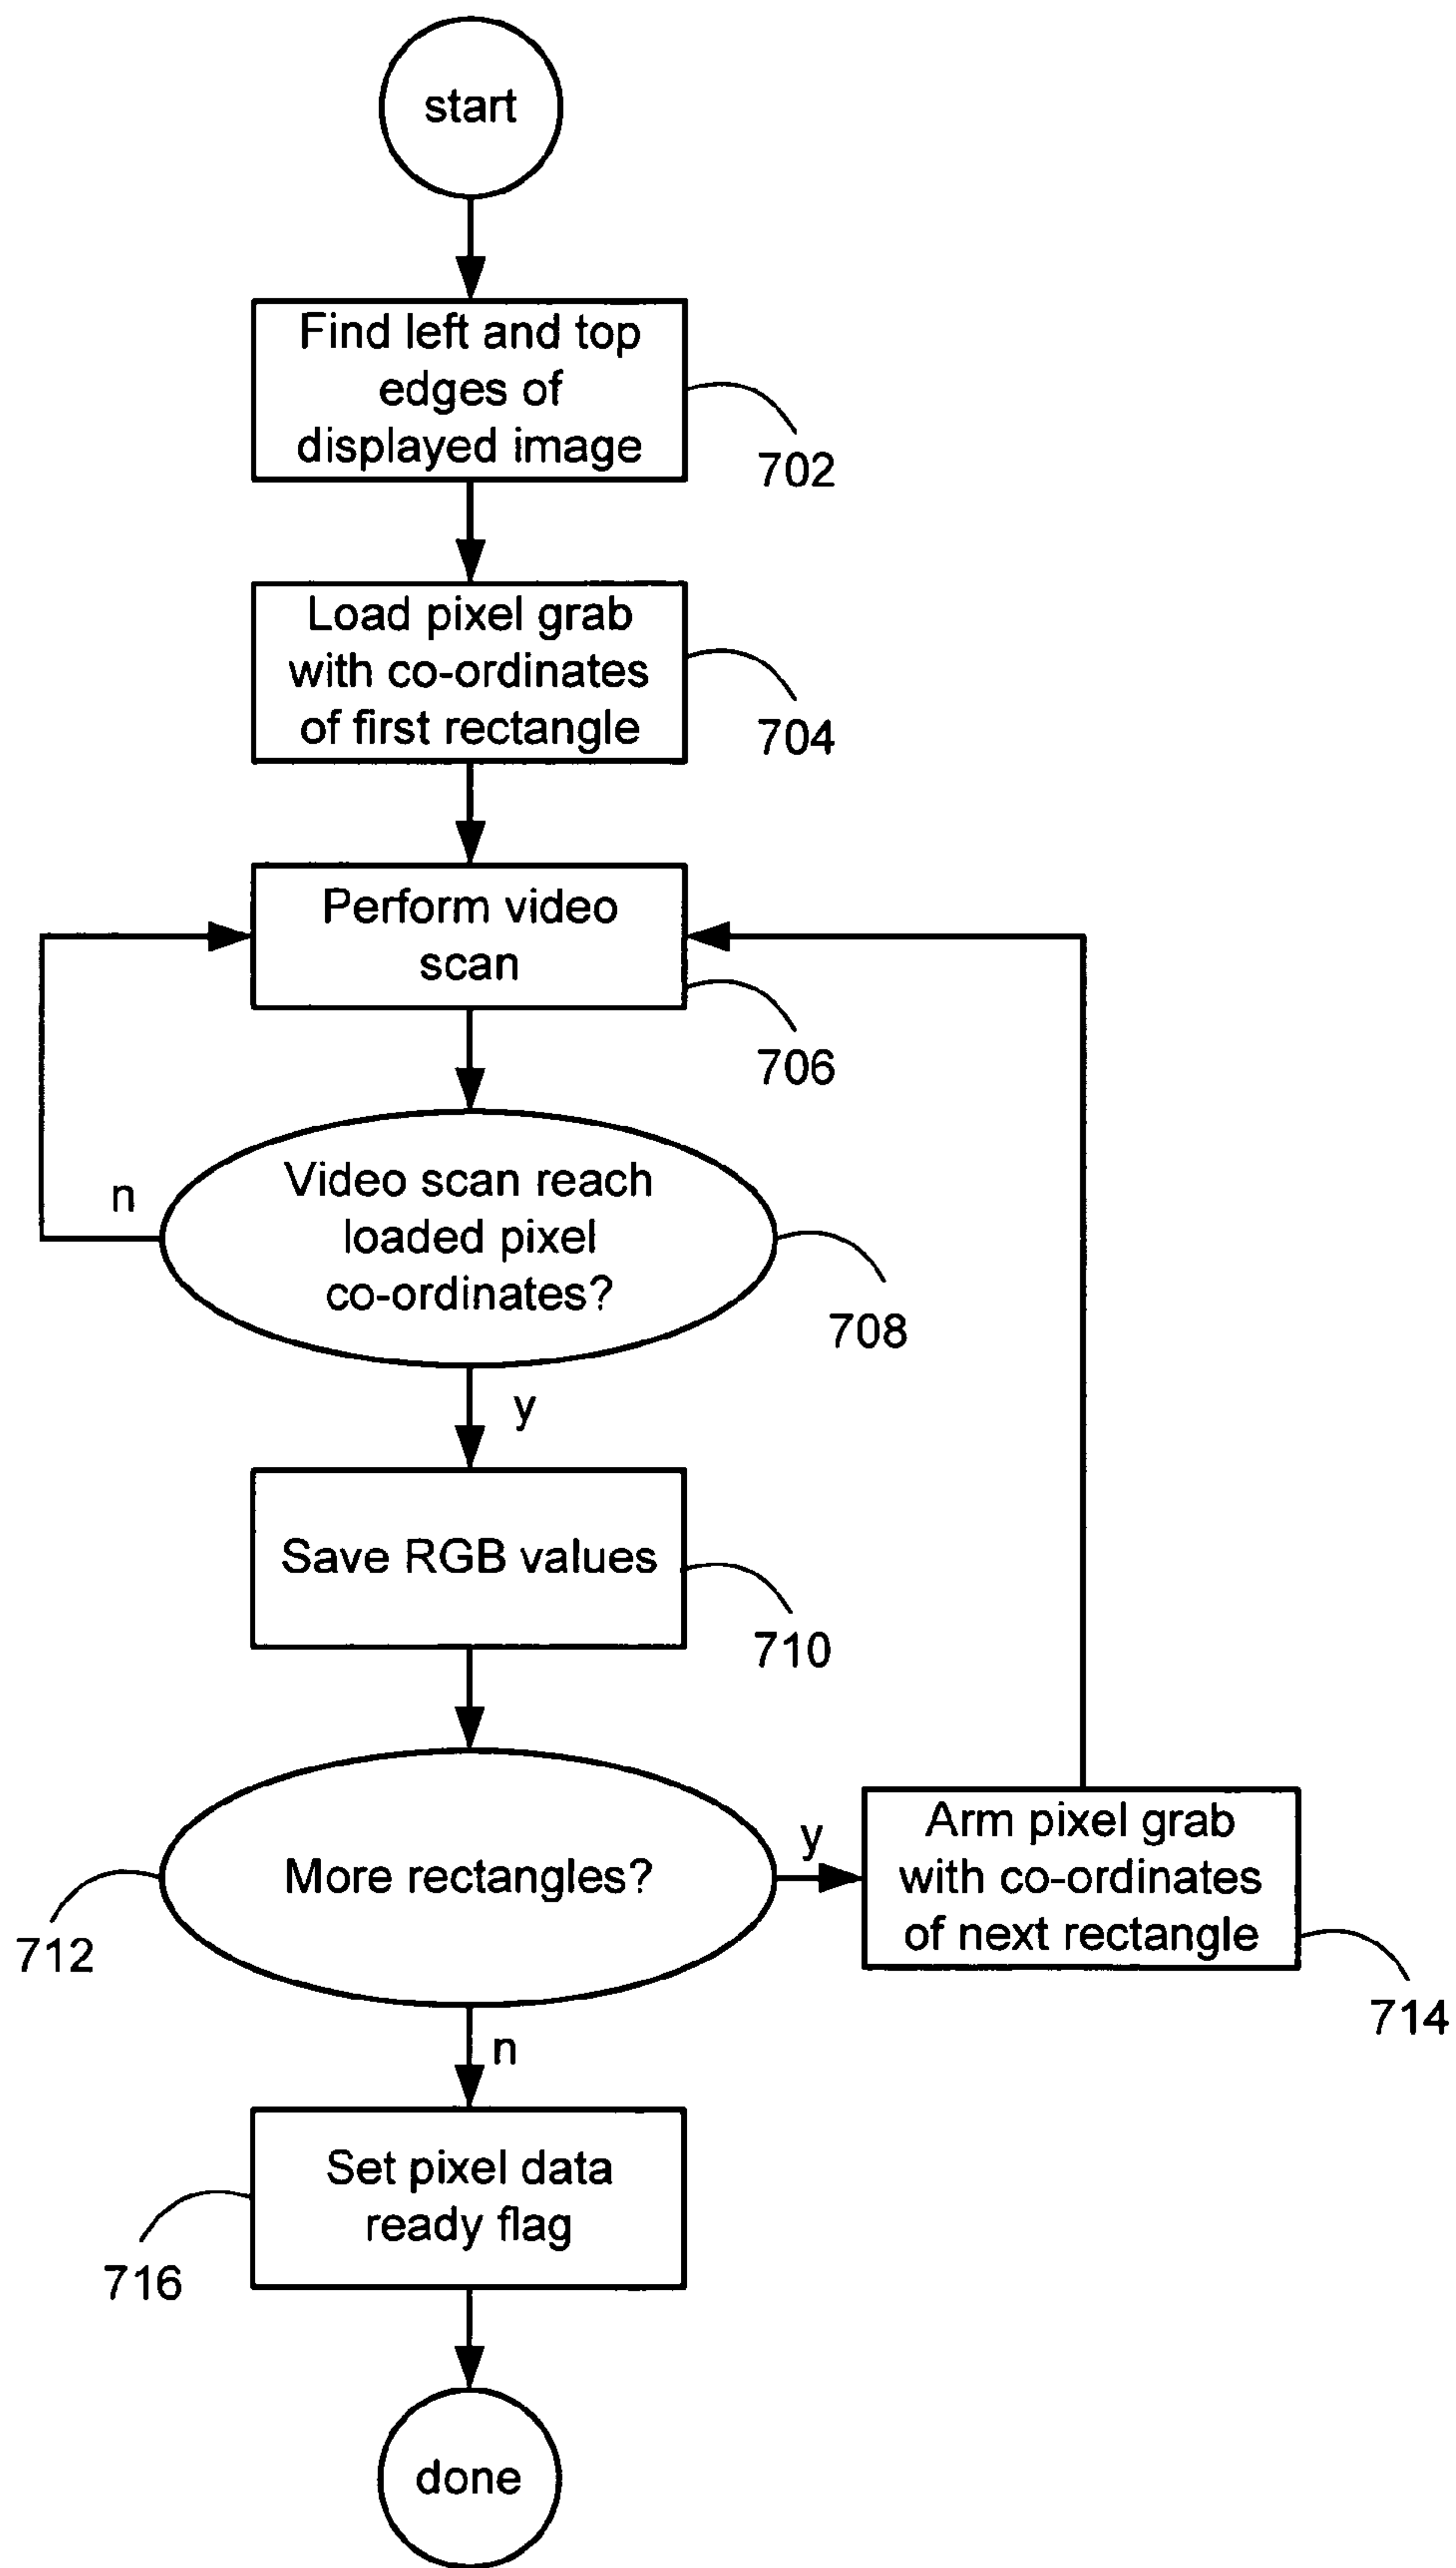 start
Find left and top
edges of
displayed image
702
Load pixel grab
with co-ordinates
of first rectangle
704
Perform video
scan
706
n
Video scan reach
loaded pixel
co-ordinates?
708
y
Save RGB values
710
More rectangles?
712
y
Arm pixel grab
with co-ordinates
of next rectangle
714
n
Set pixel data
ready flag
716
done